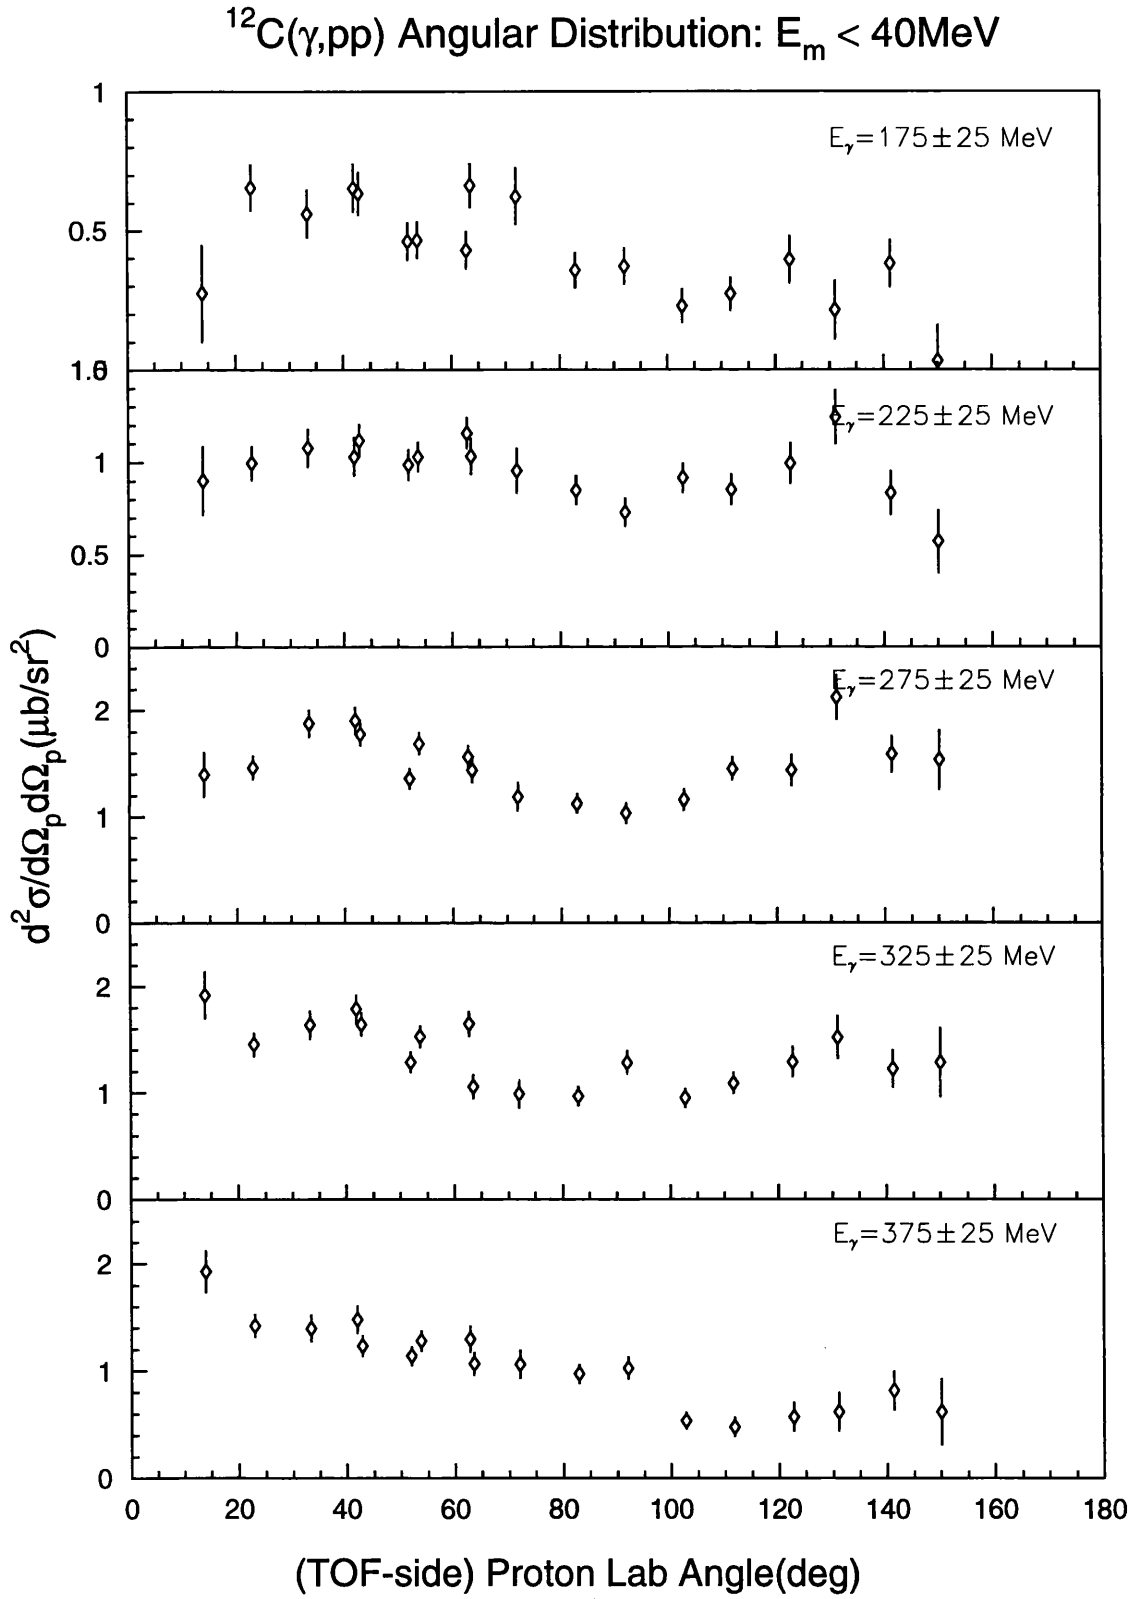 ¹²C(γ,pp) Angular Distribution: Eₘ < 40MeV
1
Eᵧ=175±25 MeV
0.5
Eᵧ=225±25 MeV
1
0.5
0
Eᵧ=275±25 MeV
2
1
0
d²σ/dΩₚdΩₚ(μb/sr²)
Eᵧ=325±25 MeV
2
1
0
Eᵧ=375±25 MeV
2
1
0
0 20 40 60 80 100 120 140 160 180
(TOF-side) Proton Lab Angle(deg)